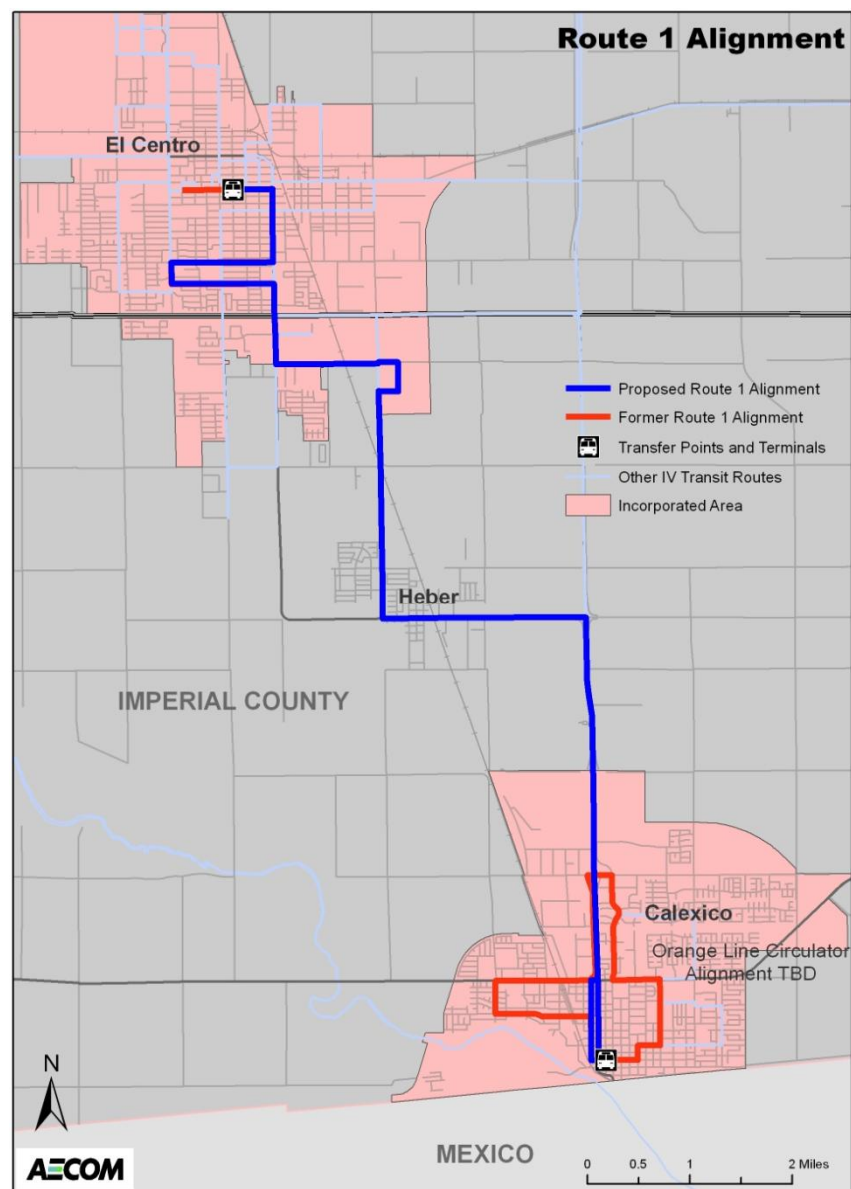 Route 1 Alignment
El Centro
Proposed Route 1 Alignment
Former Route 1 Alignment
Transfer Points and Terminals
Other IV Transit Routes
Incorporated Area
Heber
IMPERIAL COUNTY
Calexico
Orange Line Circulator
Alignment TBD
N
MEXICO
AECOM
0 0.5 1 2 Miles